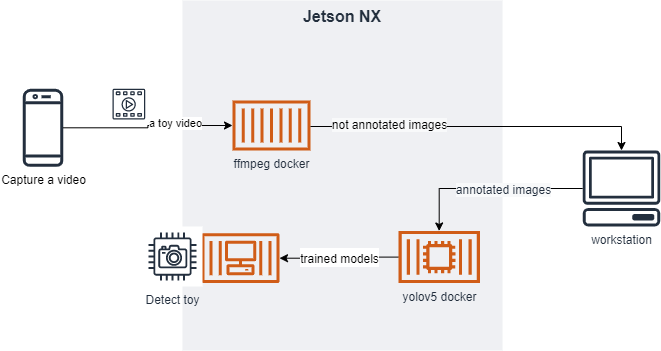 Jetson NX
a toy video
not annotated images
ffmpeg docker
Capture a video
annotated images
workstation
trained models
Detect toy
yolov5 docker